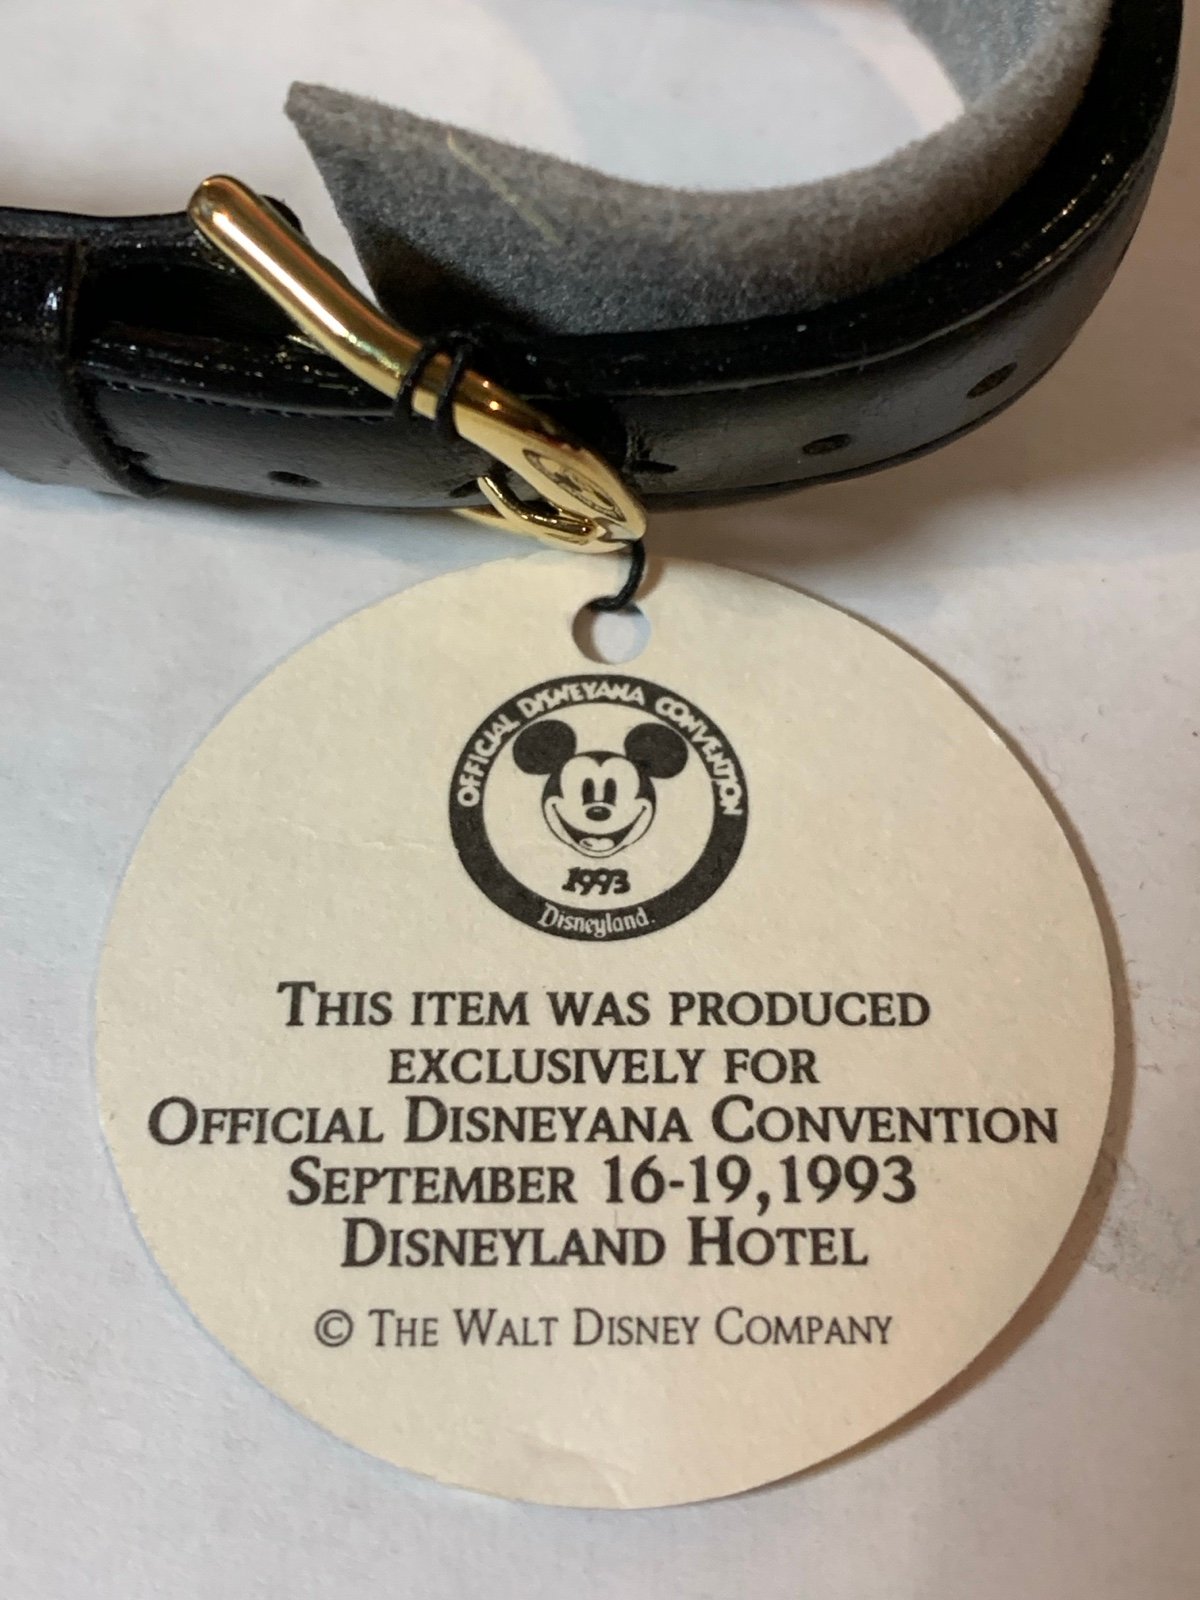 OFFICIAL DISNEYANA CONVENTION
1993
Disneyland.
THIS ITEM WAS PRODUCED
EXCLUSIVELY FOR
OFFICIAL DISNEYANA CONVENTION
SEPTEMBER 16-19, 1993
DISNEYLAND HOTEL
© THE WALT DISNEY COMPANY